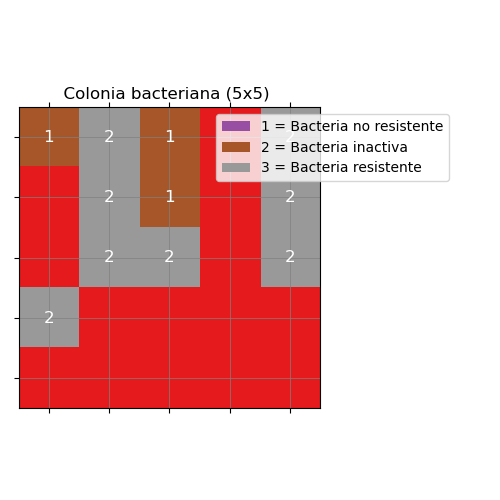 Colonia bacteriana (5x5)
1 2 1
1 = Bacteria no resistente
2 = Bacteria inactiva
3 = Bacteria resistente
2 1 2
2 2 2
2